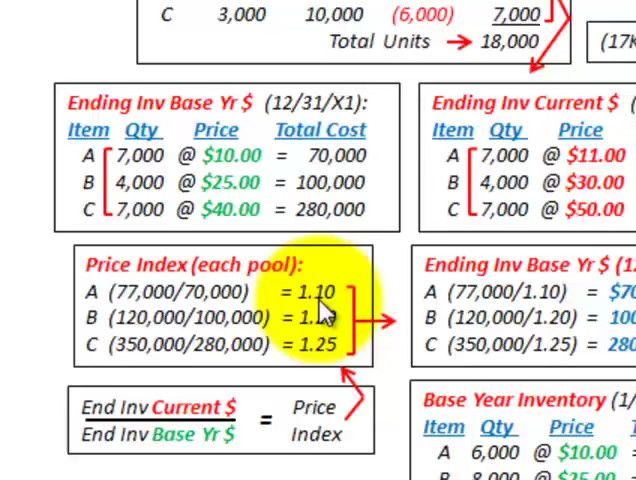 C 3,000 10,000 (6,000) 7,000
Total Units 18,000
(17K
Ending Inv Base Yr $ (12/31/X1):
Item Qty Price Total Cost
A 7,000 @ $10.00 = 70,000
B 4,000 @ $25.00 = 100,000
C 7,000 @ $40.00 = 280,000
Ending Inv Current $ (
Item Qty Price
A 7,000 @ $11.00
B 4,000 @ $30.00
C 7,000 @ $50.00
Price Index (each pool):
A (77,000/70,000) = 1.10
B (120,000/100,000)
C (350,000/280,000) = 1.25
Ending Inv Base Yr $ (1
A (77,000/1.10) = $70
B (120,000/1.20) = 100
C (350,000/1.25) = 280
End Inv Current $
End Inv Base Yr $
= Price Index
Base Year Inventory (1/
Item Qty Price
A 6,000 @ $10.00 =
B 8,000 @ $25.00